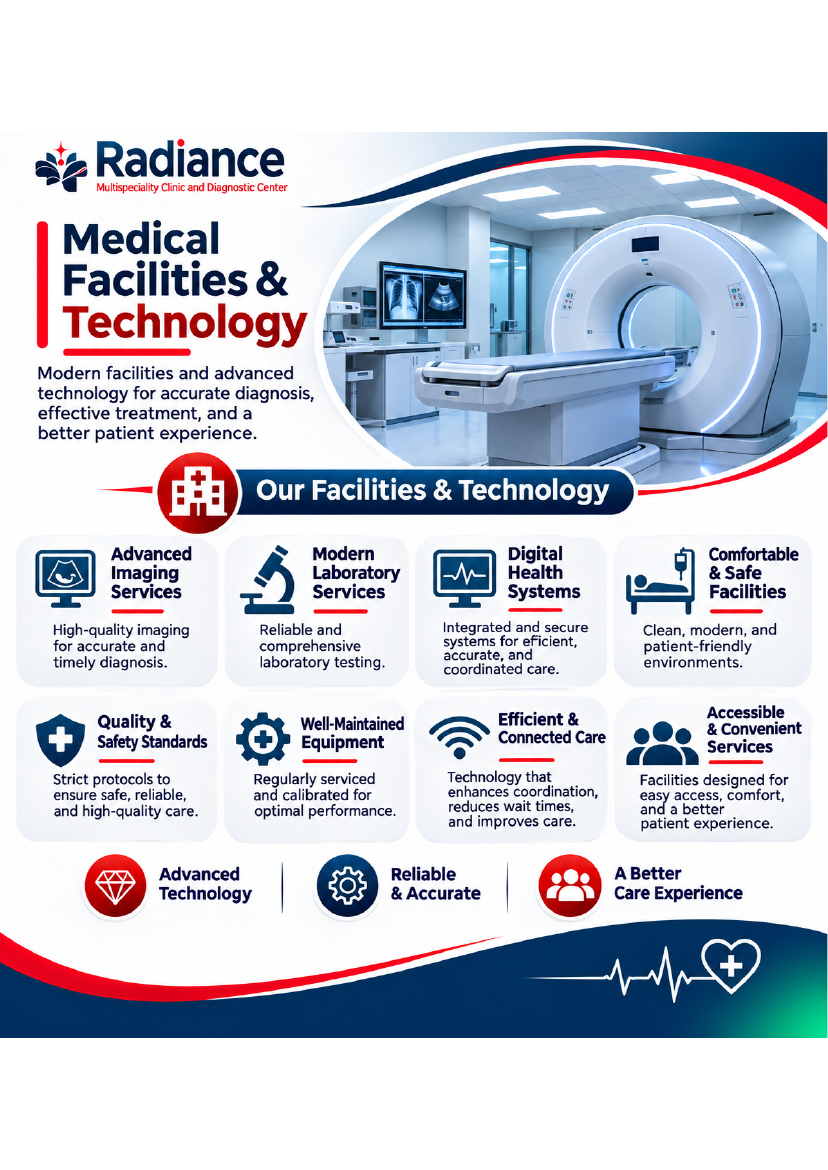 Radiance
Multispeciality Clinic and Diagnostic Center
Medical
Facilities &
Technology
Modern facilities and advanced
technology for accurate diagnosis,
effective treatment, and a
better patient experience.
Our Facilities & Technology
Advanced
Imaging
Services
High-quality imaging
for accurate and
timely diagnosis.
Modern
Laboratory
Services
Reliable and
comprehensive
laboratory testing.
Digital
Health
Systems
Integrated and secure
systems for efficient,
accurate, and
coordinated care.
Comfortable
& Safe
Facilities
Clean, modern, and
patient-friendly
environments.
Quality &
Safety Standards
Strict protocols to
ensure safe, reliable,
and high-quality care.
Well-Maintained
Equipment
Regularly serviced
and calibrated for
optimal performance.
Efficient &
Connected Care
Technology that
enhances coordination,
reduces wait times,
and improves care.
Accessible
& Convenient
Services
Facilities designed for
easy access, comfort,
and a better
patient experience.
Advanced
Technology
Reliable
& Accurate
A Better
Care Experience